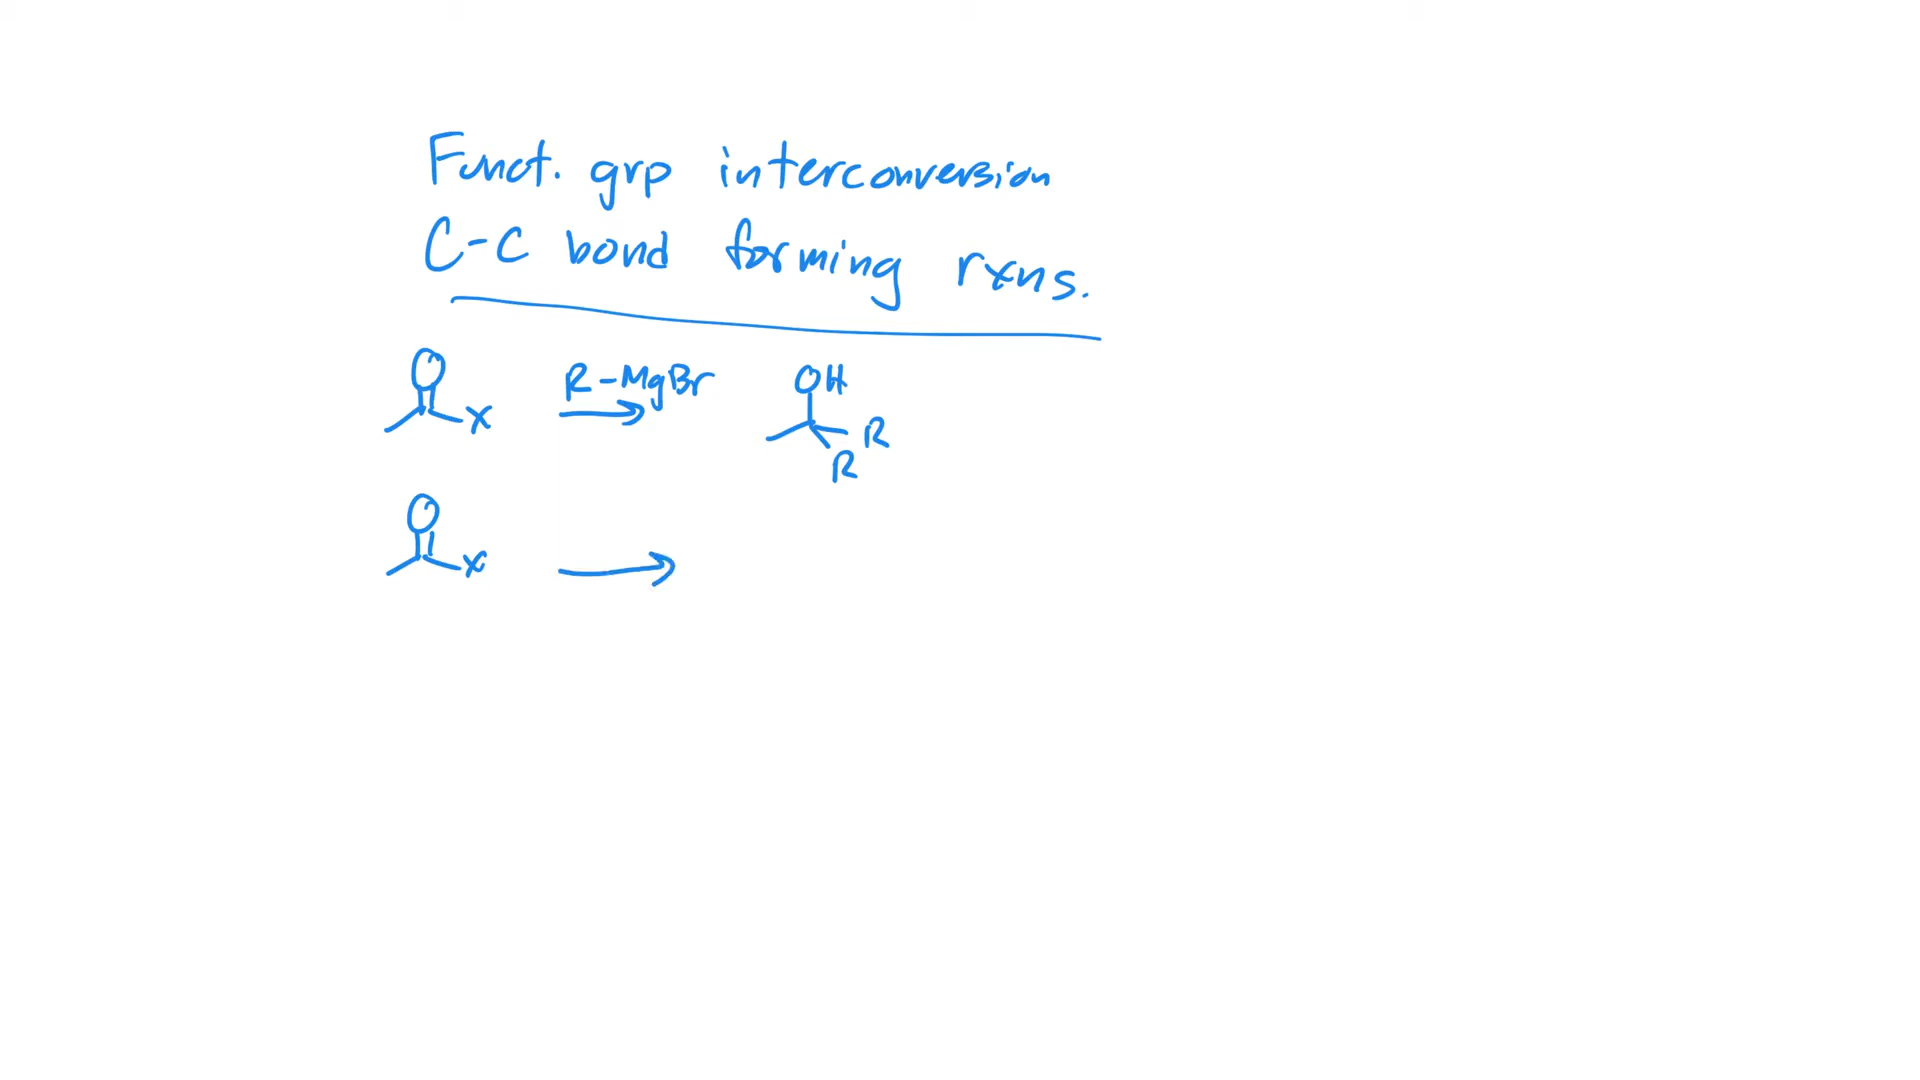 Funct. grp interconversion
C-C bond forming rxns.
O
X
R-MgBr
OH
R
R
O
X